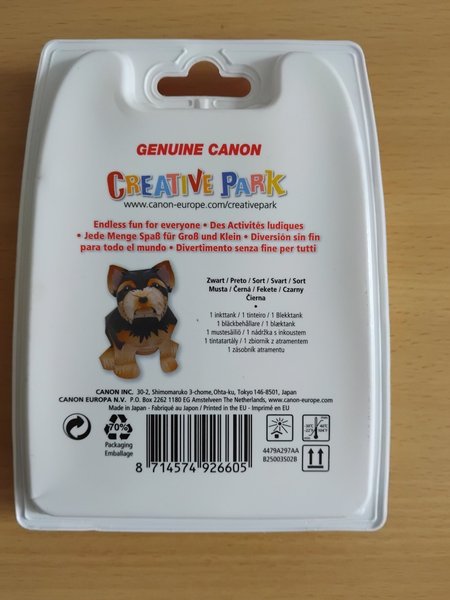 GENUINE CANON
CREATIVE PARK
www.canon-europe.com/creativepark
Endless fun for everyone • Des Activités ludiques
• Jede Menge Spaß für Groß und Klein • Diversión sin fin
para todo el mundo • Divertimento senza fine per tutti
Zwart / Preto / Sort / Svart / Sort
Musta / Černá / Fekete / Czarny
Čierna
•
1 inkttank / 1 tinteiro / 1 Blekktank
1 bläckbehållare / 1 blæktank
1 mustesäiliö / 1 nádržka s inkoustem
1 tintatartály / 1 zbiornik z atramentem
1 zásobník atramentu
CANON INC. 30-2, Shimomaruko 3-chome, Ohta-ku, Tokyo 146-8501, Japan
CANON EUROPA N.V. P.O. Box 2262 1180 EG Amstelveen The Netherlands, www.canon-europe.com
Made in Japan - Fabriqué au Japon / Printed in the EU - Imprimé en EU
70%
Packaging
Emballage
8 714574 926605
4479A297AA
B25003S02B